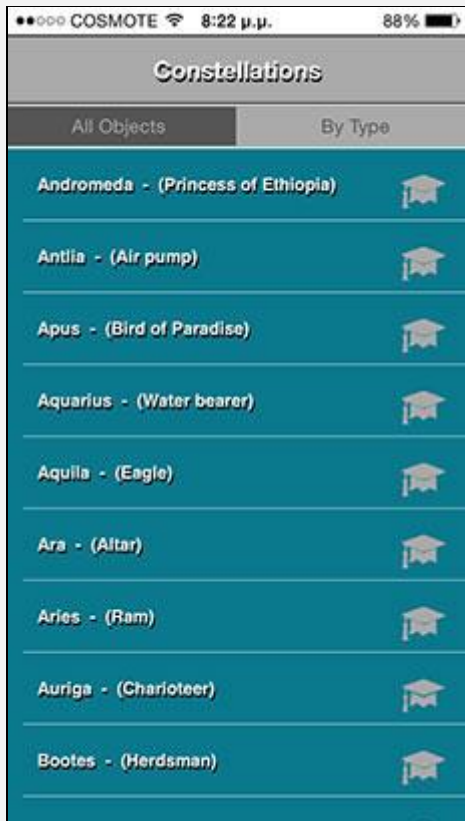 COSMOTE 8:22 μ.μ. 88%
Constellations
All Objects By Type
Andromeda - (Princess of Ethiopia)
Antlia - (Air pump)
Apus - (Bird of Paradise)
Aquarius - (Water bearer)
Aquila - (Eagle)
Ara - (Altar)
Aries - (Ram)
Auriga - (Charioteer)
Bootes - (Herdsman)